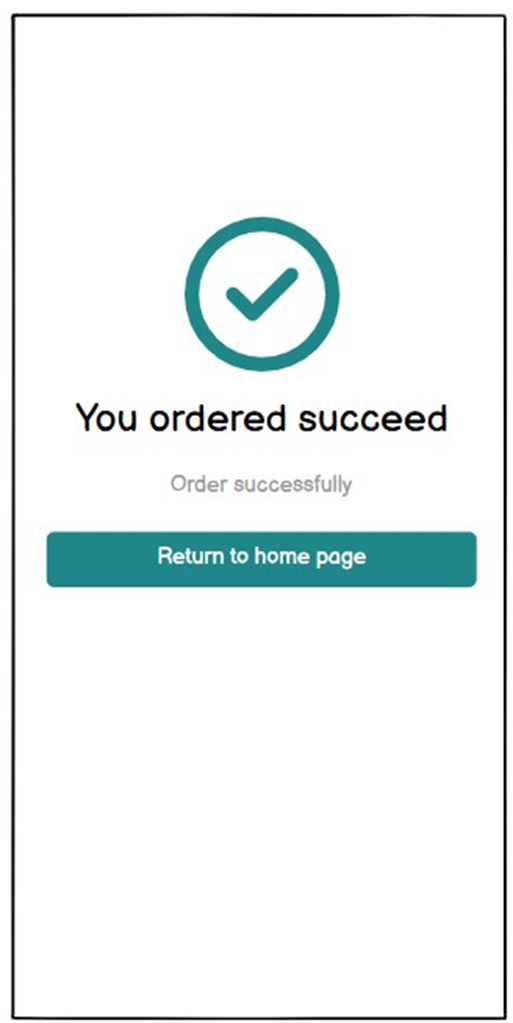 You ordered succeed
Order successfully
Return to home page